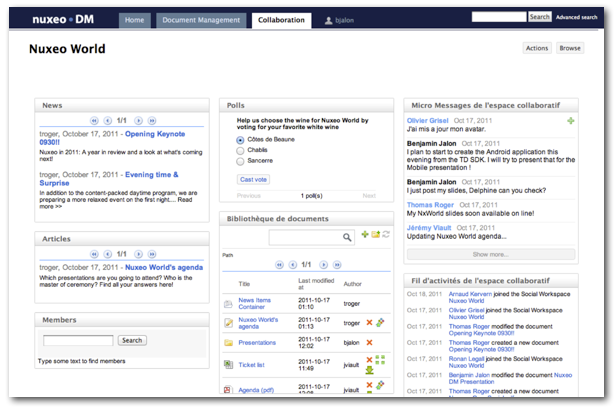 nuxeo • DM
Home
Document Management
Collaboration
bjalon
Search
Advanced search
Nuxeo World
Actions
Browse
News
1/1
troger, October 17, 2011 - Opening Keynote
0930!!
Nuxeo in 2011: A year in review and a look at what's coming
next!
troger, October 17, 2011 - Evening time &
Surprise
In addition to the content-packed daytime program, we are
preparing a more relaxed event on the first night.... Read
more >>
Articles
1/1
troger, October 17, 2011 - Nuxeo World's agenda
Which presentations are you going to attend? Who is the
master of ceremony? Find all your answers here!
Members
Search
Type some text to find members
Polls
Help us choose the wine for Nuxeo World by
voting for your favorite white wine
Côtes de Beaune
Chablis
Sancerre
Cast vote
Previous 1 poll(s) Next
Bibliothèque de documents
Path
1/1
Title Last modified at Author
News Items Container 2011-10-17 01:10 troger
Nuxeo World's agenda 2011-10-17 01:13 troger
Presentations 2011-10-17 12:02 bjalon
Ticket list 2011-10-17 11:49 jviault
Agenda (pdf) 2011-10-17 jviault
Micro Messages de l'espace collaboratif
Olivier Grisel Oct 17, 2011
J'ai mis a jour mon avatar.
Benjamin Jalon Oct 17, 2011
I plan to start to create the Android application this
evening from the TD SDK. I will try to present that for the
Mobile presentation !
Benjamin Jalon Oct 17, 2011
I just post my slides, Delphine can you check?
Thomas Roger Oct 17, 2011
My NxWorld slides soon available on line!
Jérémy Viault Oct 17, 2011
Updating Nuxeo World agenda...
Show more...
Fil d'activités de l'espace collaboratif
Oct 18, 2011 Arnaud Kervern joined the Social Workspace
Nuxeo World
Oct 17, 2011 Olivier Grisel joined the Social Workspace
Nuxeo World
Oct 17, 2011 Thomas Roger modified the document
Opening Keynote 0930!!
Oct 17, 2011 Thomas Roger created a new document
Opening Keynote 0930!!
Oct 17, 2011 Ronan Legall joined the Social Workspace
Nuxeo World
Oct 17, 2011 Benjamin Jalon modified the document Nuxeo
DM Presentation
Oct 17, 2011 Thomas Roger created a new document